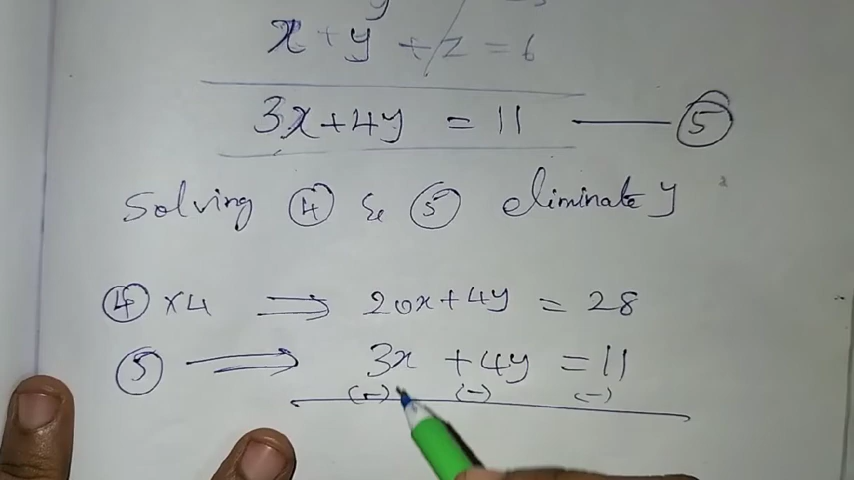 x + y + z = 6
3x + 4y = 11 ⑤
Solving ④ & ⑤ eliminate y
④ ×4 ⟹ 20x + 4y = 28
⑤ ⟹ 3x + 4y = 11
(-) (-) (-)